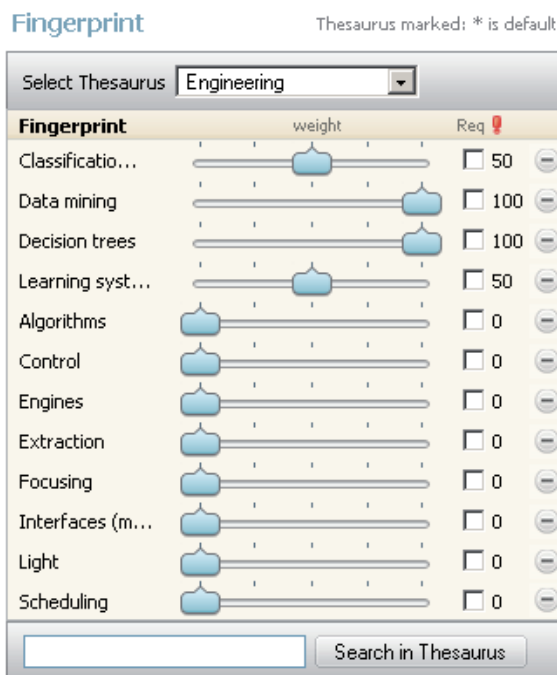 Fingerprint Thesaurus marked: * is default
Select Thesaurus Engineering
Fingerprint weight Req
Classificatio... 50
Data mining 100
Decision trees 100
Learning syst... 50
Algorithms 0
Control 0
Engines 0
Extraction 0
Focusing 0
Interfaces (m... 0
Light 0
Scheduling 0
Search in Thesaurus